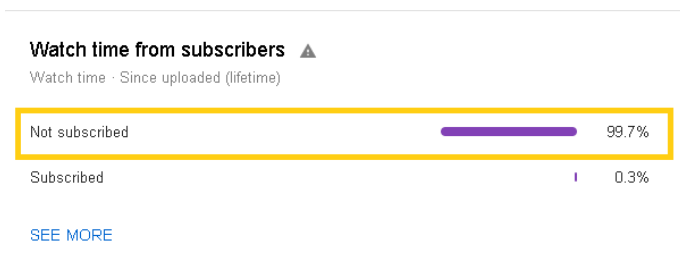 Watch time from subscribers
Watch time · Since uploaded (lifetime)
Not subscribed 99.7%
Subscribed 0.3%
SEE MORE